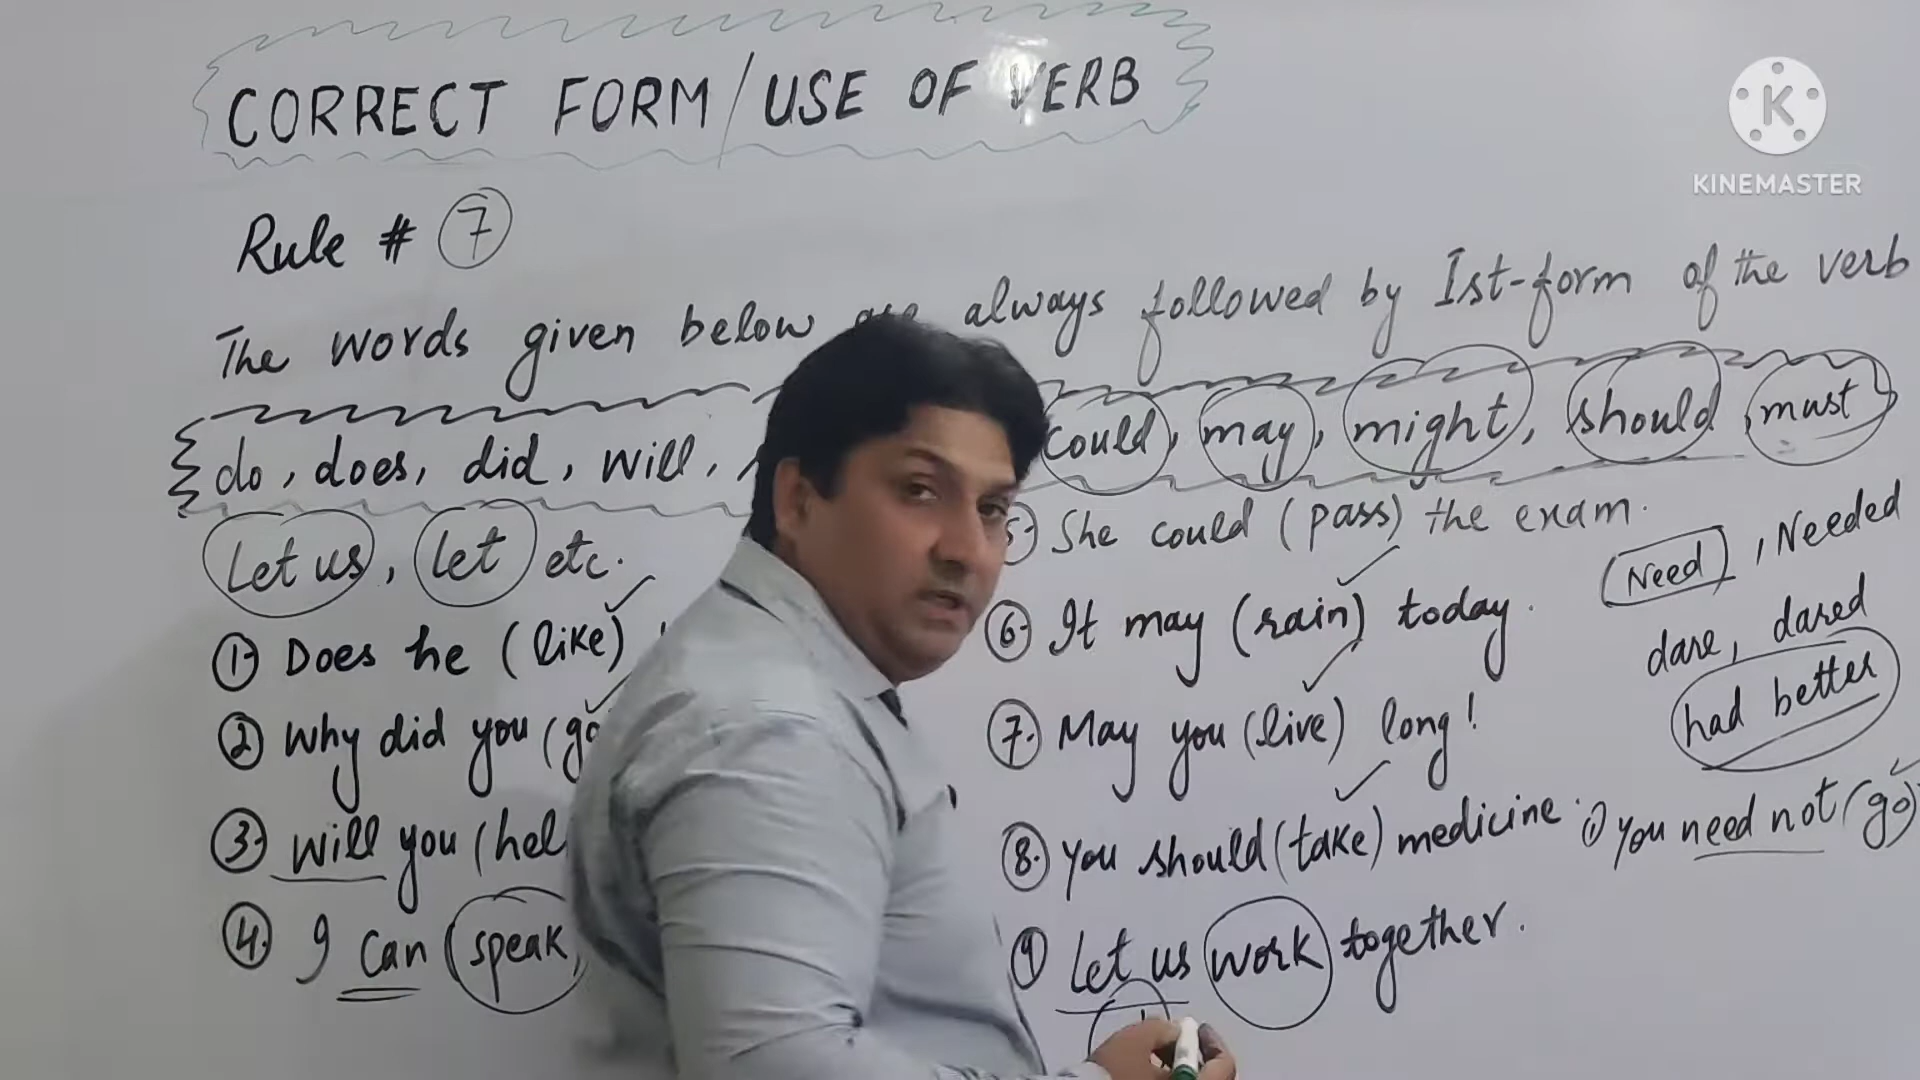 CORRECT FORM / USE OF VERB
KINEMASTER
Rule # 7
The words given below are always followed by Ist-form of the verb
do, does, did, will, could, may, might, should, must
Let us, let etc.
1 Does he (like)
2 Why did you (go
3. Will you (hel
4. I can (speak,
5 She could (pass) the exam.
6 It may (rain) today.
7. May you (live) long!
8. You should (take) medicine.
9 Let us work together.
(Need), Needed
dare, dared
had better
1 You need not (go)